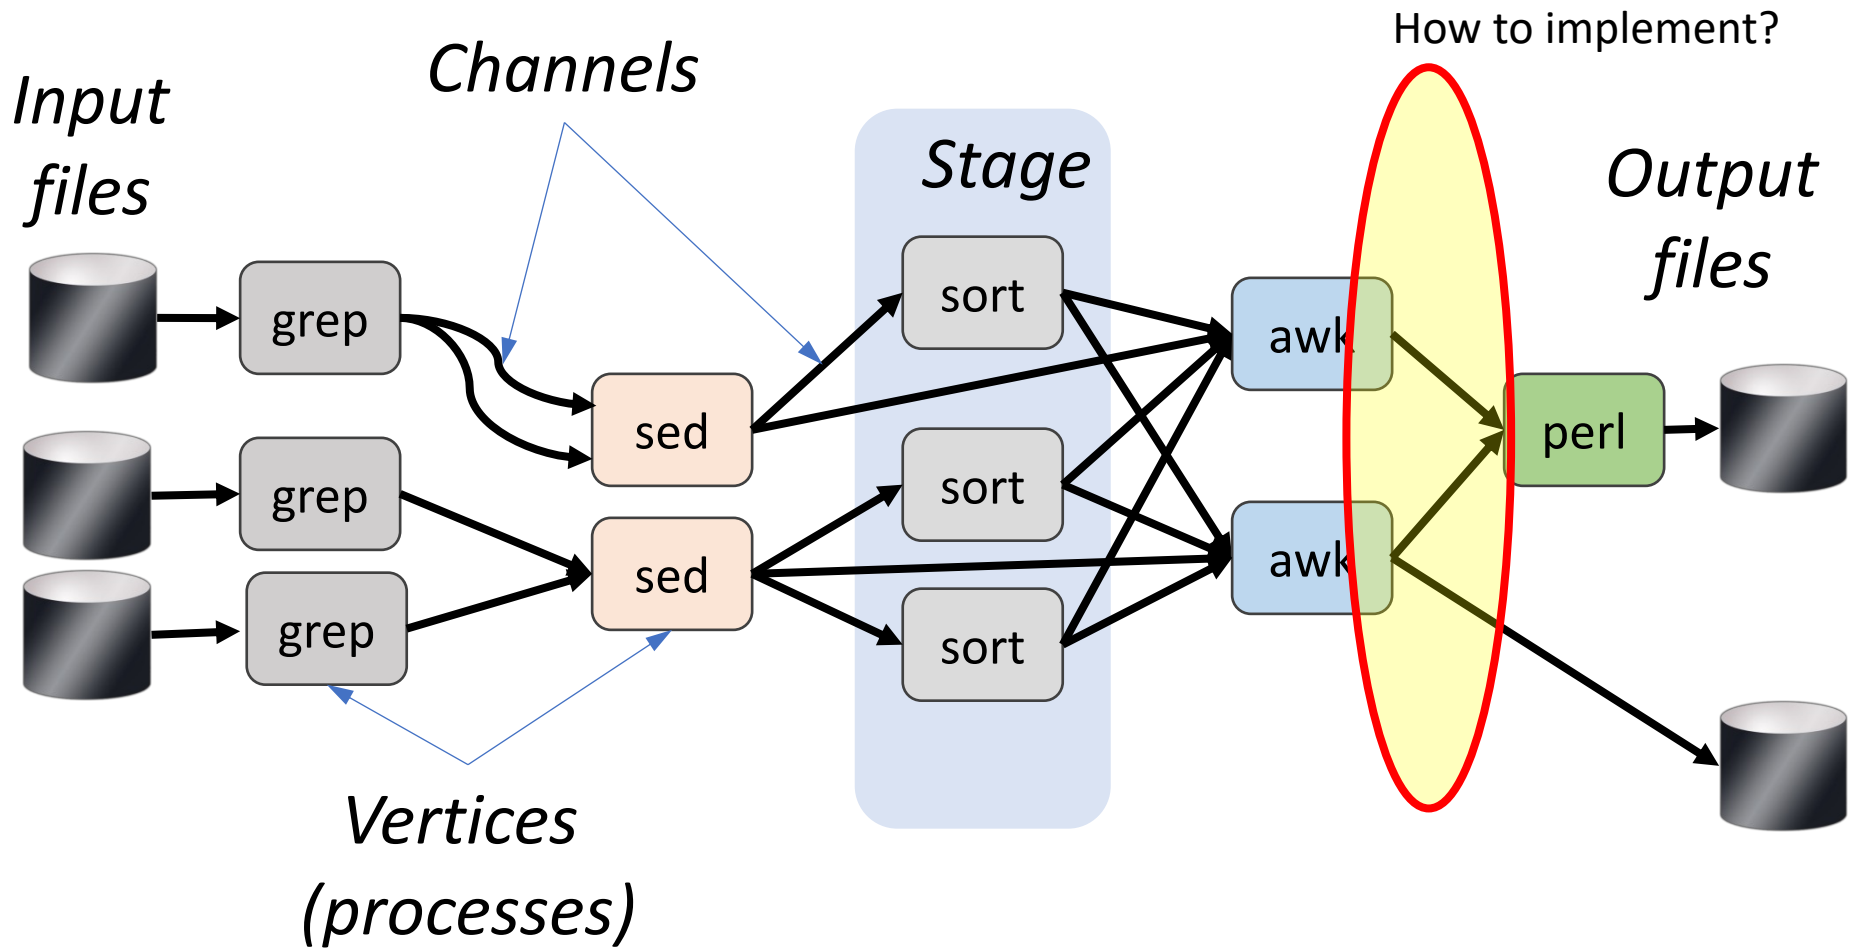 How to implement?
Channels
Input
files
Stage
Output
files
grep
grep
grep
sed
sed
sort
sort
sort
awk
awk
perl
Vertices
(processes)